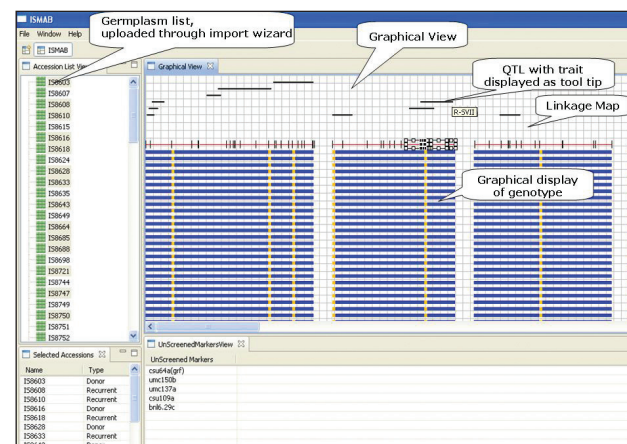 ISMAB
File Window Help
ISMAB
Germplasm list,
uploaded through import wizard
Graphical View
QTL with trait
displayed as tool tip
Linkage Map
Graphical display
of genotype
Accession List
IS8603
IS8607
IS8608
IS8610
IS8615
IS8616
IS8618
IS8624
IS8628
IS8633
IS8635
IS8643
IS8649
IS8664
IS8685
IS8688
IS8698
IS8721
IS8744
IS8747
IS8749
IS8750
IS8751
IS8752
Graphical View
R-SVII
Selected Accessions
Name Type
IS8603 Donor
IS8608 Recurrent
IS8610 Recurrent
IS8616 Donor
IS8618 Recurrent
IS8628 Donor
IS8633 Recurrent
UnScreenedMarkersView
UnScreened Markers
csu64a(grf)
umc150b
umc137a
csu109a
bnl6.29c